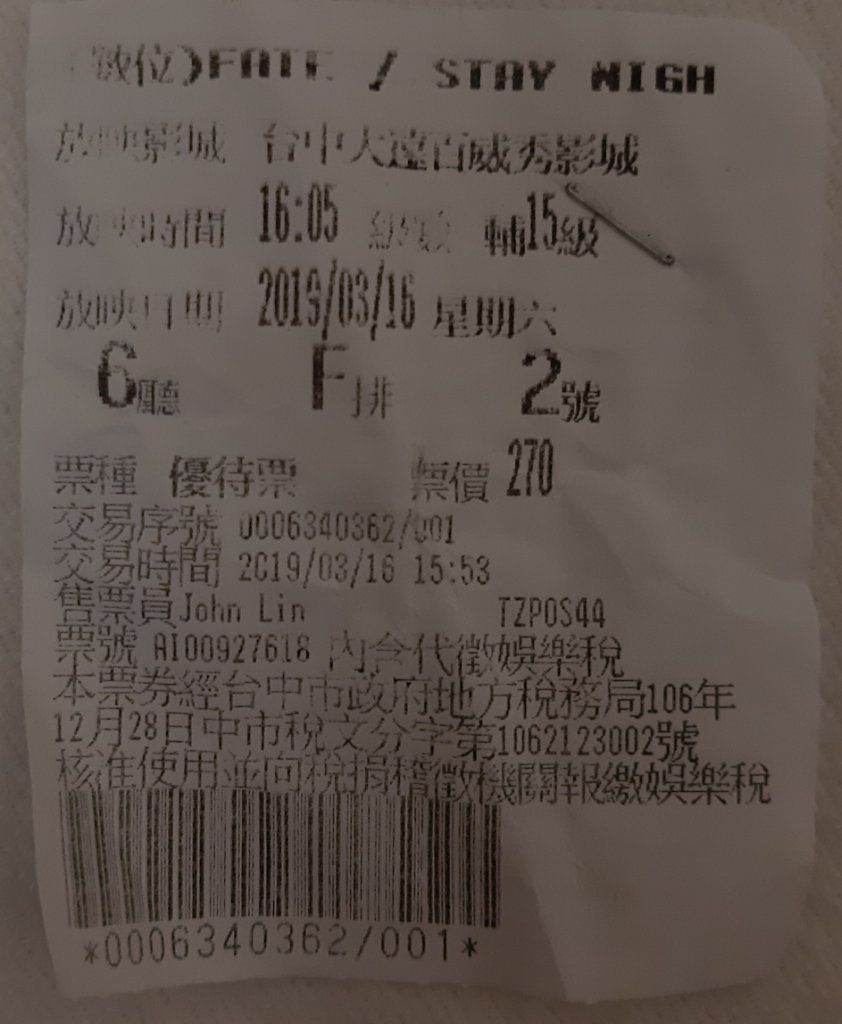 (數位)FATE / STAY NIGH
放映影城 台中大遠百威秀影城
放映時間 16:05 級數 輔15級
放映日期 2019/03/16 星期六
6廳 F排 2號
票種 優待票 票價 270
交易序號 0006340362/001
交易時間 2019/03/16 15:53
售票員John Lin TZPOS44
票號 AI00927618 內含代徵娛樂稅
本票券經台中市政府地方稅務局106年
12月28日中市稅文分字第1062123002號
核准使用並向稅捐稽徵機關報繳娛樂稅
*0006340362/001*